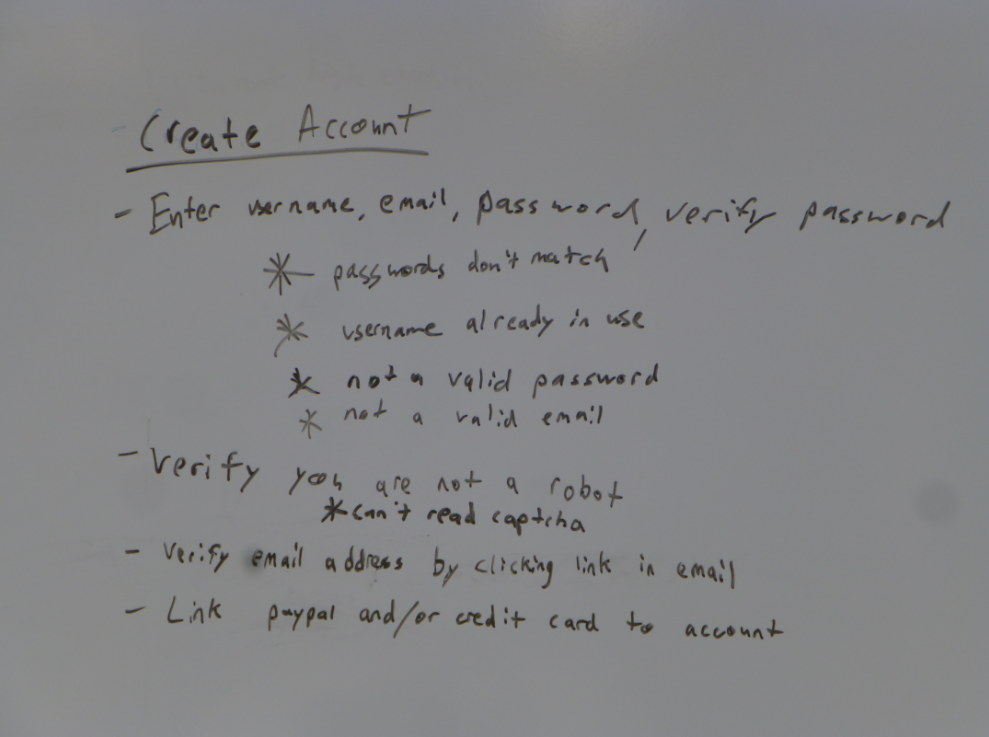 Create Account
- Enter username, email, password, verify password
* passwords don't match
* username already in use
* not a valid password
* not a valid email
- Verify you are not a robot
* can't read captcha
- Verify email address by clicking link in email
- Link paypal and/or credit card to account